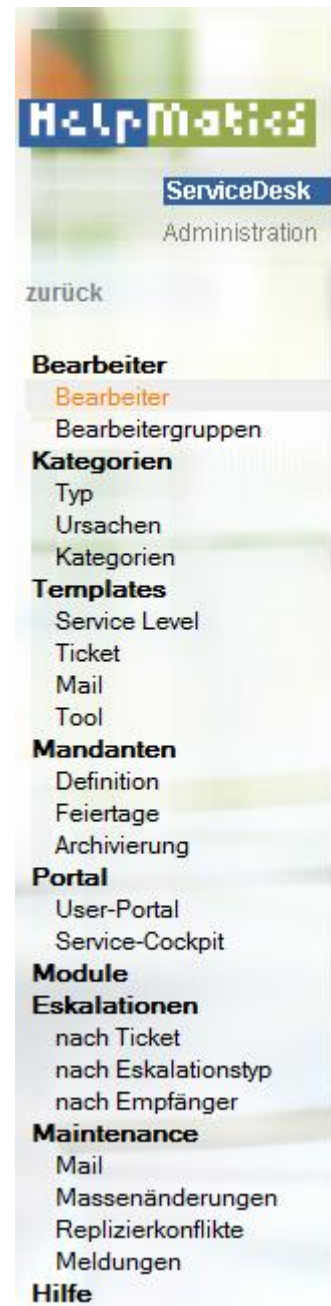 HelpMatics
ServiceDesk
Administration
zurück
Bearbeiter
Bearbeiter
Bearbeitergruppen
Kategorien
Typ
Ursachen
Kategorien
Templates
Service Level
Ticket
Mail
Tool
Mandanten
Definition
Feiertage
Archivierung
Portal
User-Portal
Service-Cockpit
Module
Eskalationen
nach Ticket
nach Eskalationstyp
nach Empfänger
Maintenance
Mail
Massenänderungen
Replizierkonflikte
Meldungen
Hilfe